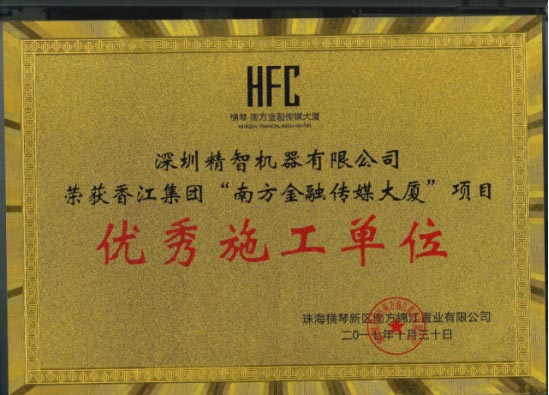 HFC
横琴·南方金融传媒大厦
深圳精智机器有限公司
荣获香江集团“南方金融传媒大厦”项目
优秀施工单位
珠海横琴新区南方锦江置业有限公司
二〇一七年十月三十日